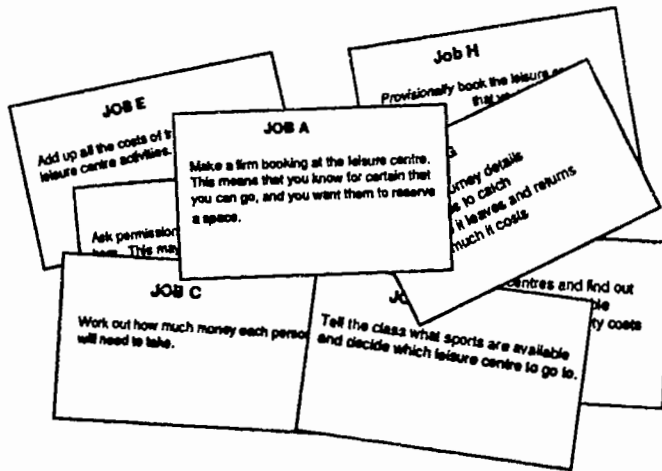 JOB E
Add up all the costs of
leisure centre activities.
Job H
Provisionally book the leisure
that
JOB A
Make a firm booking at the leisure centre.
This means that you know for certain that
you can go, and you want them to reserve
a space.
G
details
to catch
it leaves and returns
much it costs
Ask permission
This may
JOB C
Work out how much money each person
will need to take.
Tell the class what sports are available
and decide which leisure centre to go to.
and find out
costs